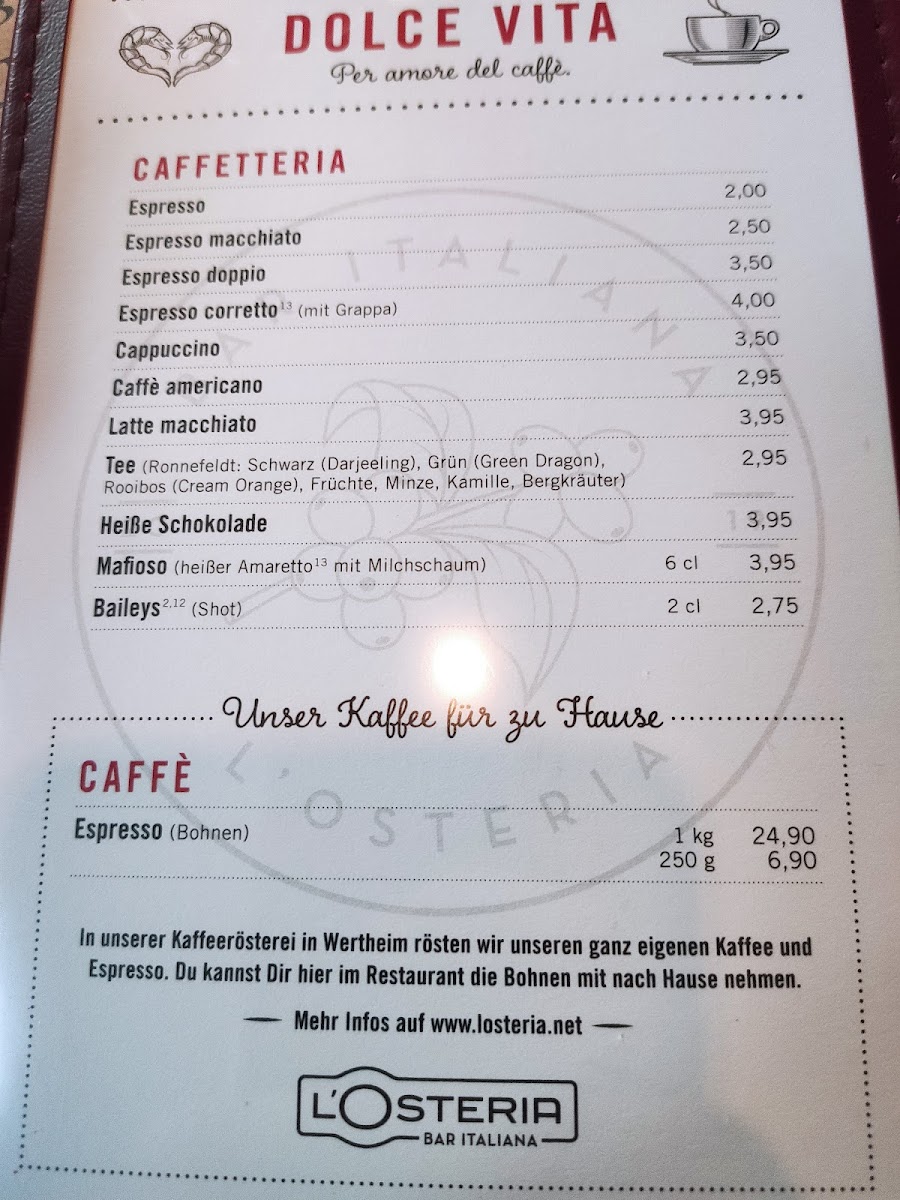 DOLCE VITA
Per amore del caffè.
CAFFETTERIA
Espresso 2,00
Espresso macchiato 2,50
Espresso doppio 3,50
Espresso corretto¹³ (mit Grappa) 4,00
Cappuccino 3,50
Caffè americano 2,95
Latte macchiato 3,95
Tee (Ronnefeldt: Schwarz (Darjeeling), Grün (Green Dragon), 2,95
Rooibos (Cream Orange), Früchte, Minze, Kamille, Bergkräuter)
Heiße Schokolade 3,95
Mafioso (heißer Amaretto¹³ mit Milchschaum) 6 cl 3,95
Baileys²,¹² (Shot) 2 cl 2,75
BAR ITALIANA
L'OSTERIA
Unser Kaffee für zu Hause
CAFFÈ
Espresso (Bohnen) 1 kg 24,90
250 g 6,90
In unserer Kaffeerösterei in Wertheim rösten wir unseren ganz eigenen Kaffee und
Espresso. Du kannst Dir hier im Restaurant die Bohnen mit nach Hause nehmen.
Mehr Infos auf www.losteria.net
L'OSTERIA
BAR ITALIANA